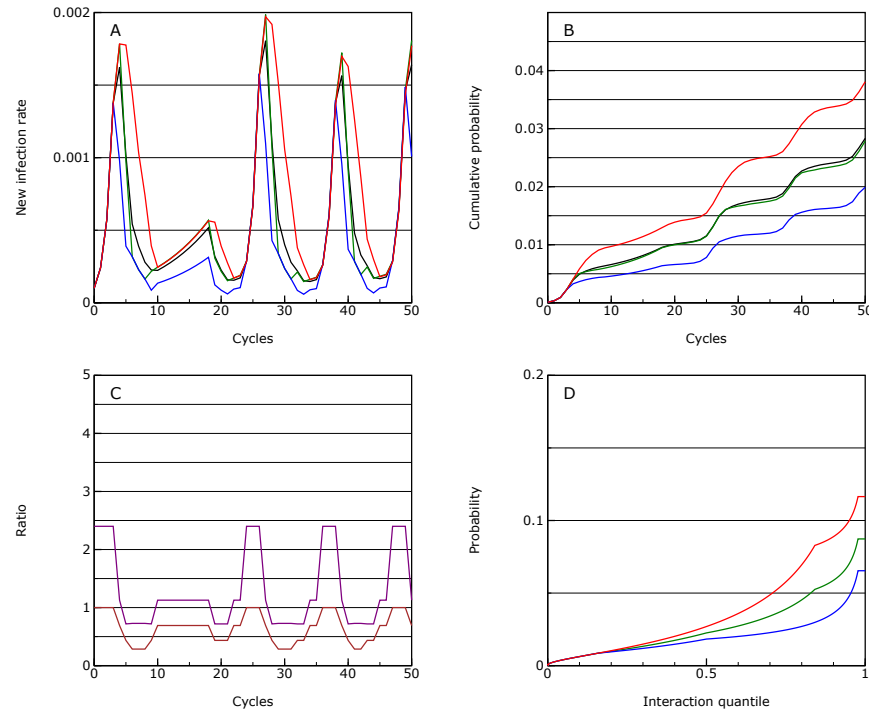 A
0.002
0.001
0
New infection rate
0 10 20 30 40 50
Cycles
B
0.04
0.03
0.02
0.01
0
Cumulative probability
0 10 20 30 40 50
Cycles
C
5
4
3
2
1
0
Ratio
0 10 20 30 40 50
Cycles
D
0.2
0.1
0
Probability
0 0.5 1
Interaction quantile